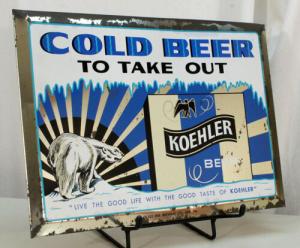 COLD BEER
TO TAKE OUT
KOEHLER
BE
"LIVE THE GOOD LIFE WITH THE GOOD TASTE OF KOEHLER"